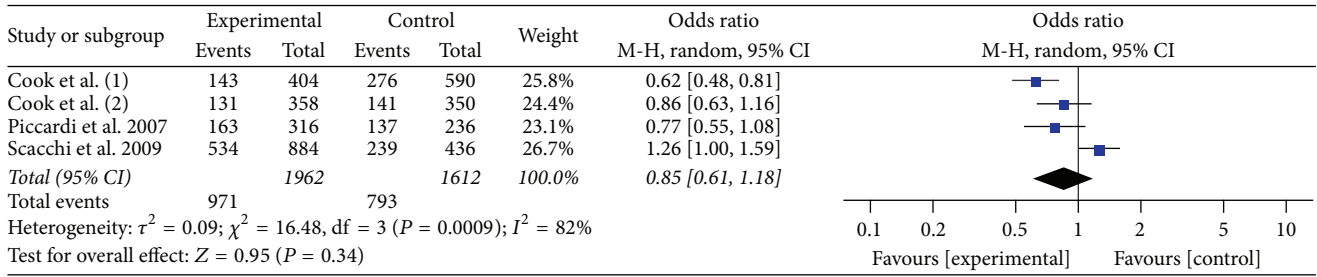 Study or subgroup Experimental Control Weight Odds ratio Odds ratio
Events Total Events Total M-H, random, 95% CI M-H, random, 95% CI
Cook et al. (1) 143 404 276 590 25.8% 0.62 [0.48, 0.81]
Cook et al. (2) 131 358 141 350 24.4% 0.86 [0.63, 1.16]
Piccardi et al. 2007 163 316 137 236 23.1% 0.77 [0.55, 1.08]
Scacchi et al. 2009 534 884 239 436 26.7% 1.26 [1.00, 1.59]
Total (95% CI) 1962 1612 100.0% 0.85 [0.61, 1.18]
Total events 971 793
Heterogeneity: τ² = 0.09; χ² = 16.48, df = 3 (P = 0.0009); I² = 82%
Test for overall effect: Z = 0.95 (P = 0.34)
0.1 0.2 0.5 1 2 5 10
Favours [experimental] Favours [control]